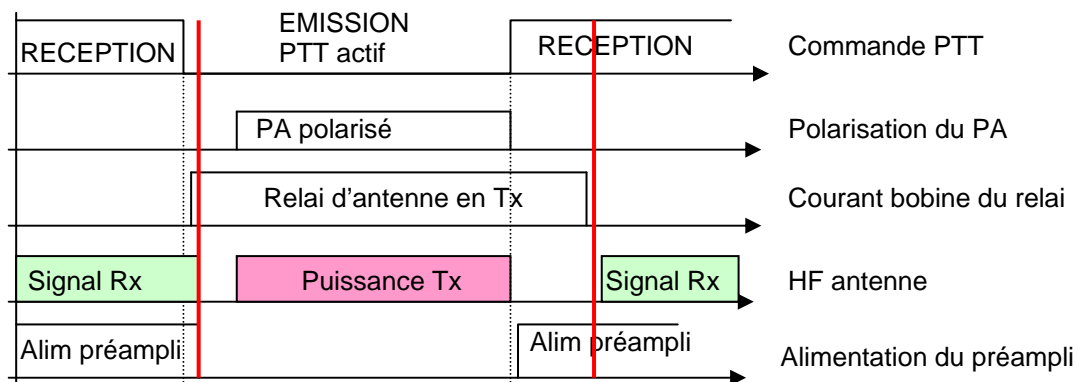 EMISSION
RECEPTION
PTT actif
RECEPTION
Commande PTT
PA polarisé
Polarisation du PA
Relai d'antenne en Tx
Courant bobine du relai
Signal Rx
Puissance Tx
Signal Rx
HF antenne
Alim préampli
Alim préampli
Alimentation du préampli